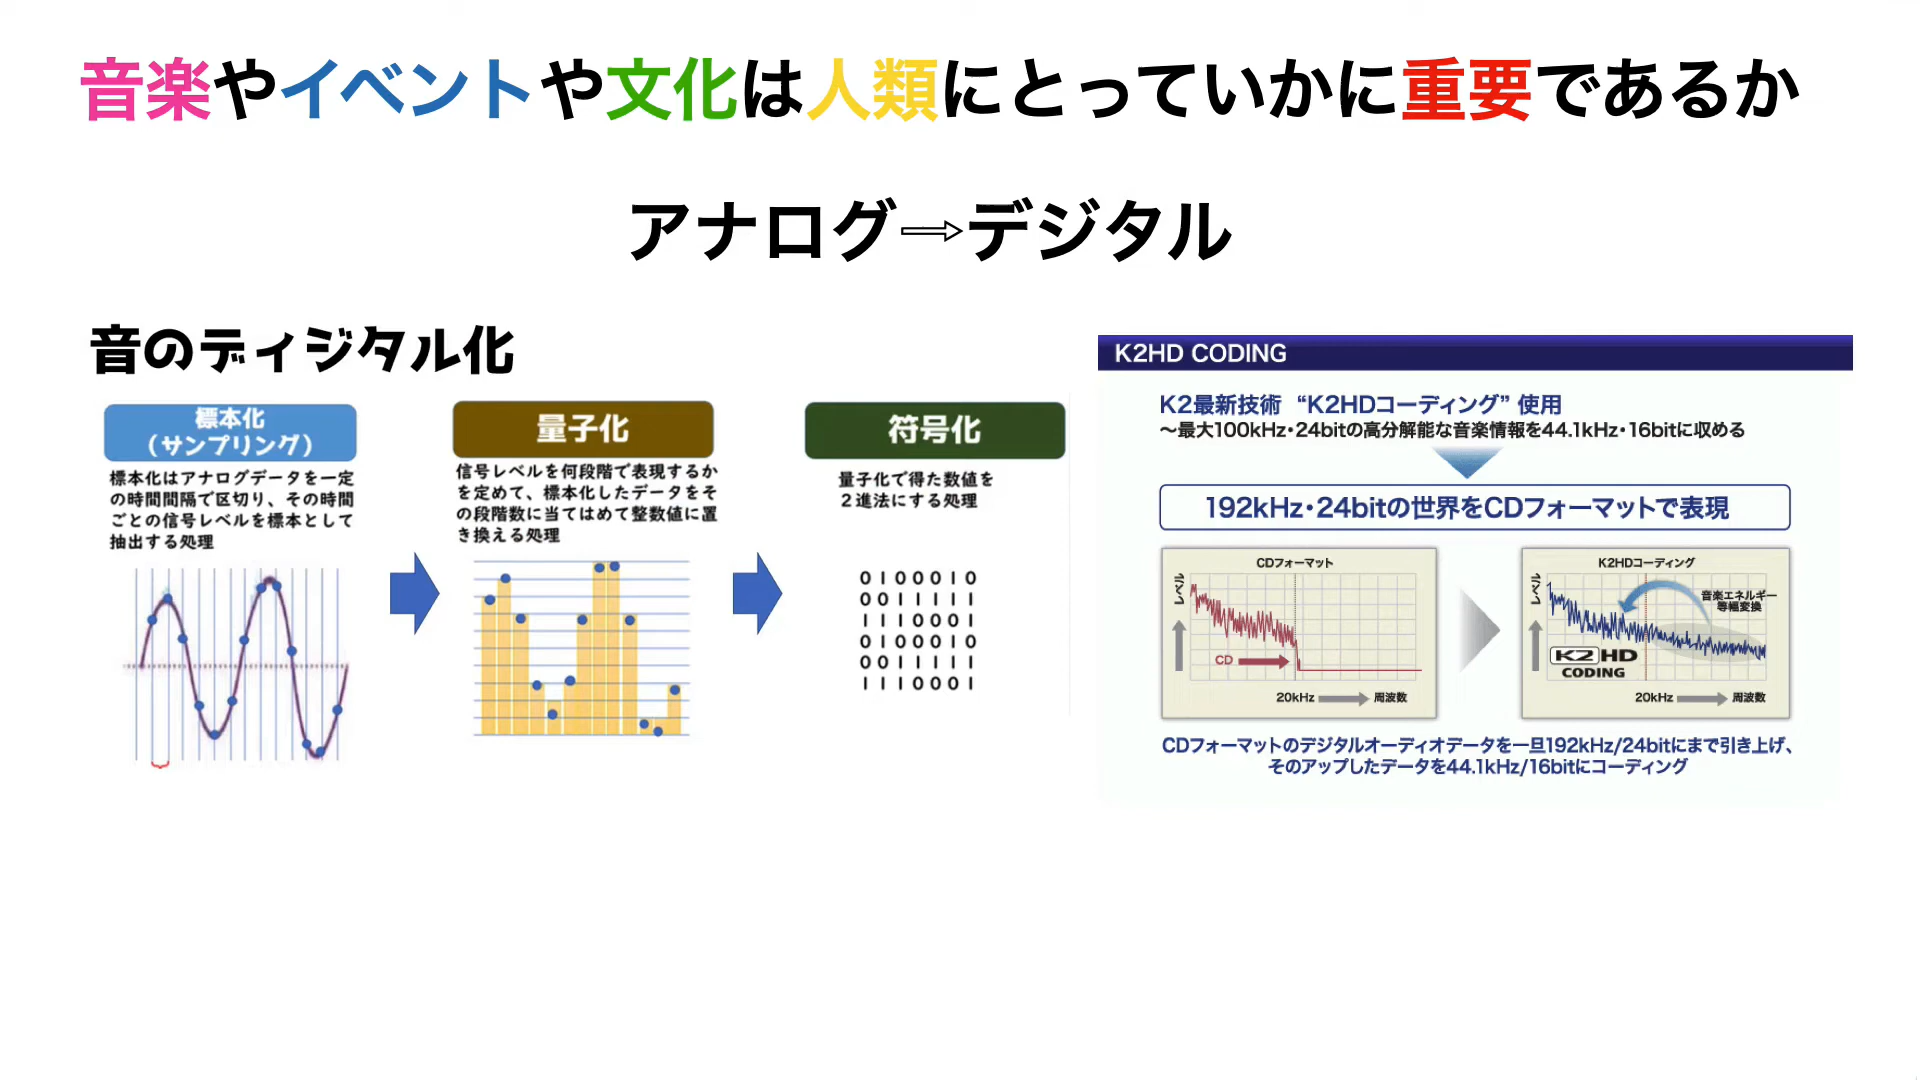 音楽やイベントや文化は人類にとっていかに重要であるか
アナログ⇨デジタル
音のディジタル化
標本化
（サンプリング）
標本化はアナログデータを一定
の時間間隔で区切り、その時間
ごとの信号レベルを標本として
抽出する処理
量子化
信号レベルを何段階で表現するか
を定めて、標本化したデータをそ
の段階数に当てはめて整数値に置
き換える処理
符号化
量子化で得た数値を
２進法にする処理
0100010
0011111
1110001
0100010
0011111
1110001
K2HD CODING
K2最新技術 “K2HDコーディング” 使用
～最大100kHz・24bitの高分解能な音楽情報を44.1kHz・16bitに収める
192kHz・24bitの世界をCDフォーマットで表現
CDフォーマット
レベル
CD
20kHz
周波数
K2HDコーディング
レベル
音楽エネルギー
等幅変換
K2 HD
CODING
20kHz
周波数
CDフォーマットのデジタルオーディオデータを一旦192kHz/24bitにまで引き上げ、
そのアップしたデータを44.1kHz/16bitにコーディング